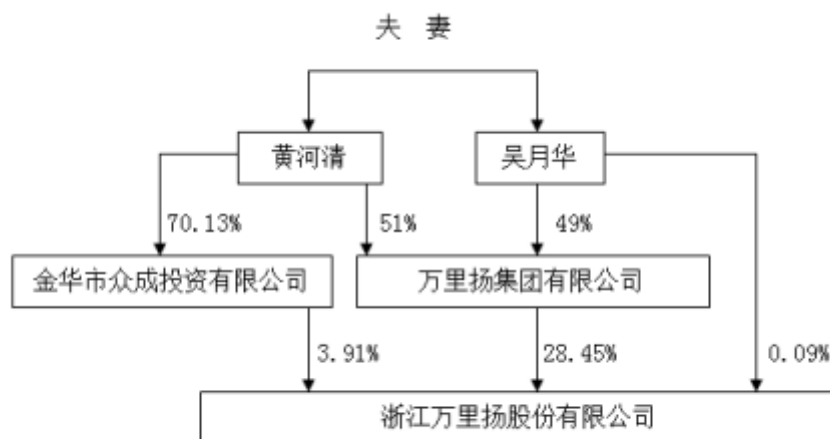 夫 妻
黄河清
吴月华
70.13%
51%
49%
金华市众成投资有限公司
万里扬集团有限公司
3.91%
28.45%
0.09%
浙江万里扬股份有限公司